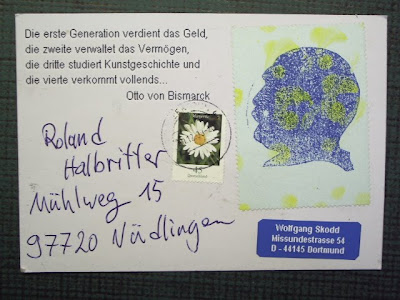 Die erste Generation verdient das Geld,
die zweite verwaltet das Vermögen,
die dritte studiert Kunstgeschichte und
die vierte verkommt vollends...
Otto von Bismarck
Roland
Halbritter
Mühlweg 15
97720 Nüdlingen
45
Wolfgang Skodd
Missundestrasse 54
D - 44145 Dortmund